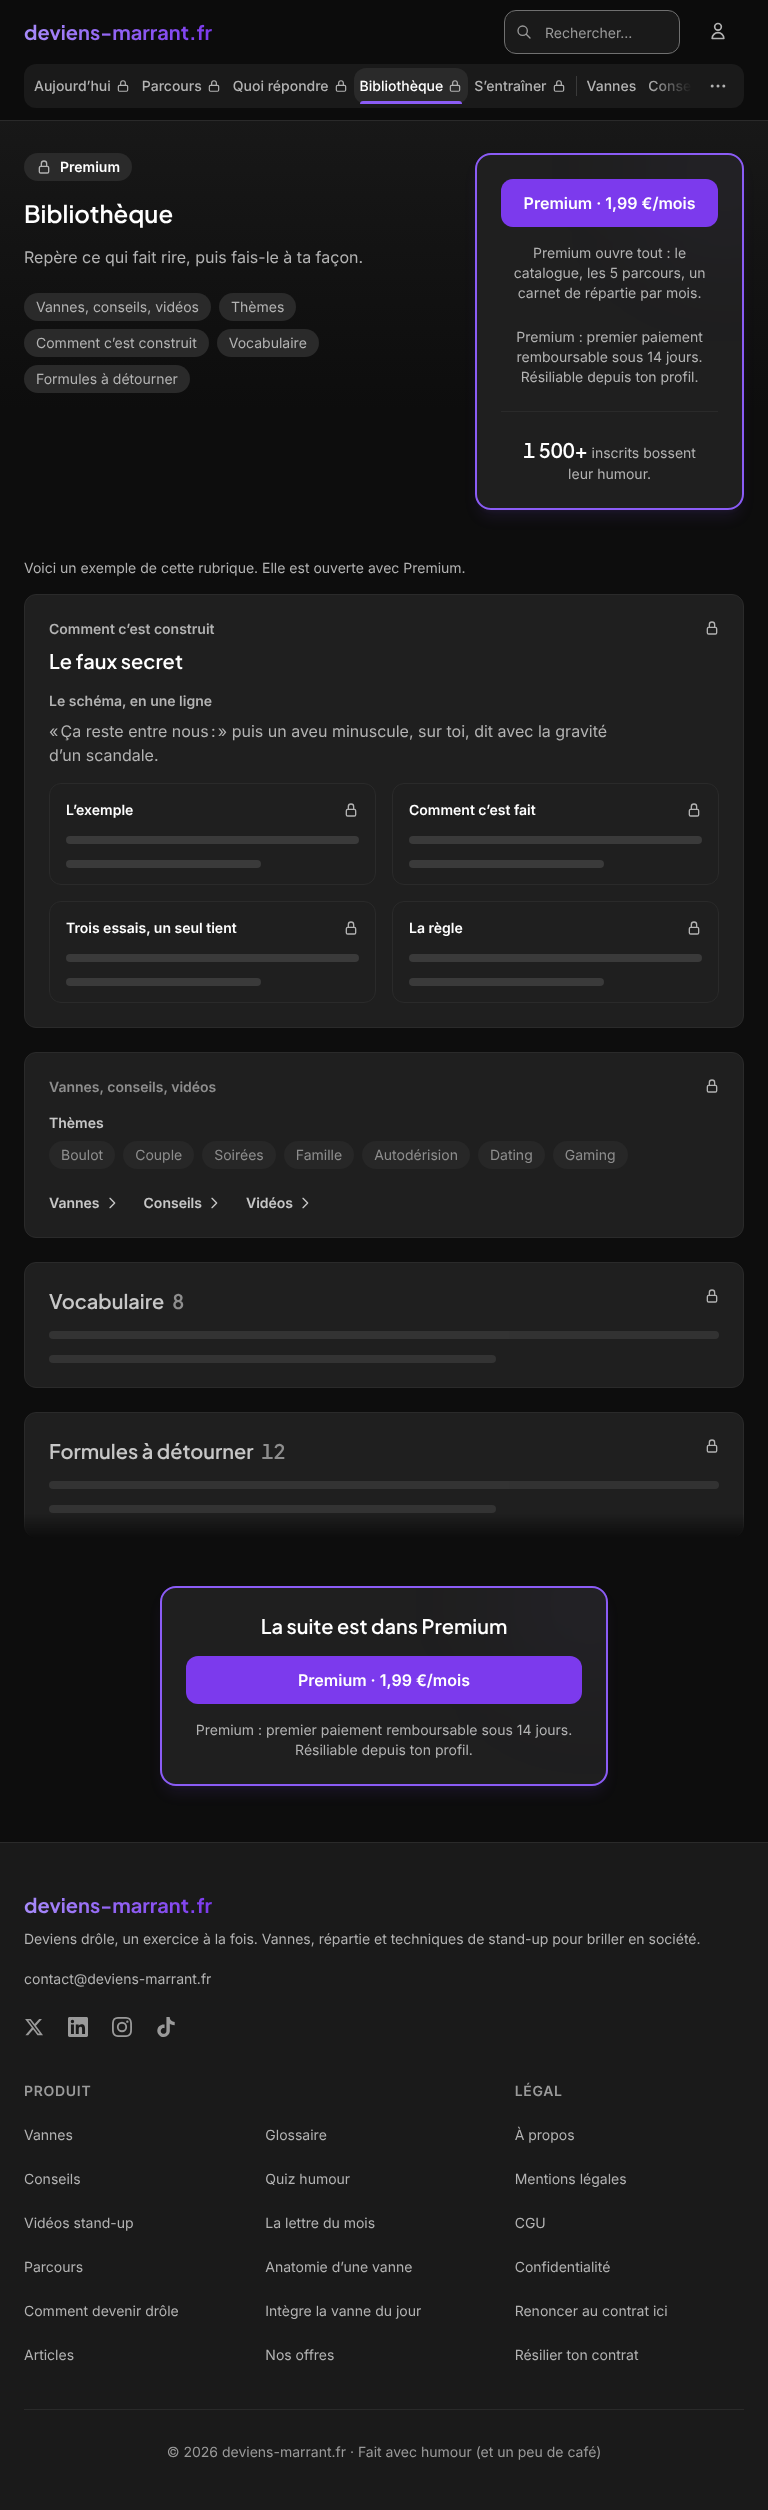 deviens-marrant.fr
Rechercher...
Aujourd’hui
Parcours
Quoi répondre
Bibliothèque
S’entraîner
Vannes
Premium
Bibliothèque
Repère ce qui fait rire, puis fais-le à ta façon.
Vannes, conseils, vidéos
Thèmes
Comment c’est construit
Vocabulaire
Formules à détourner
Premium · 1,99 €/mois
Premium ouvre tout : le
catalogue, les 5 parcours, un
carnet de répartie par mois.
Premium : premier paiement
remboursable sous 14 jours.
Résiliable depuis ton profil.
1 500+ inscrits bossent
leur humour.
Voici un exemple de cette rubrique. Elle est ouverte avec Premium.
Comment c’est construit
Le faux secret
Le schéma, en une ligne
« Ça reste entre nous : » puis un aveu minuscule, sur toi, dit avec la gravité
d’un scandale.
L’exemple
Comment c’est fait
Trois essais, un seul tient
La règle
Vannes, conseils, vidéos
Thèmes
Boulot
Couple
Soirées
Famille
Autodérision
Dating
Gaming
Vannes
Conseils
Vidéos
Vocabulaire 8
Formules à détourner 12
La suite est dans Premium
Premium · 1,99 €/mois
Premium : premier paiement remboursable sous 14 jours.
Résiliable depuis ton profil.
deviens-marrant.fr
Deviens drôle, un exercice à la fois. Vannes, répartie et techniques de stand-up pour briller en société.
contact@deviens-marrant.fr
PRODUIT
Vannes
Conseils
Vidéos stand-up
Parcours
Comment devenir drôle
Articles
Glossaire
Quiz humour
La lettre du mois
Anatomie d’une vanne
Intègre la vanne du jour
Nos offres
LÉGAL
À propos
Mentions légales
CGU
Confidentialité
Renoncer au contrat ici
Résilier ton contrat
© 2026 deviens-marrant.fr · Fait avec humour (et un peu de café)